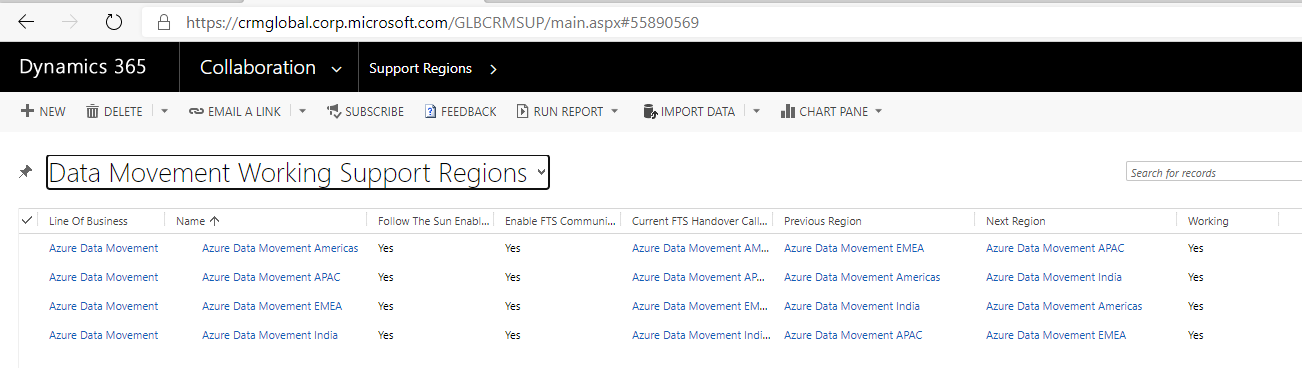 https://crmglobal.corp.microsoft.com/GLBCRMSUP/main.aspx#55890569
Dynamics 365 Collaboration Support Regions
NEW DELETE EMAIL A LINK SUBSCRIBE FEEDBACK RUN REPORT IMPORT DATA CHART PANE
Data Movement Working Support Regions
Search for records
Line Of Business Name Follow The Sun Enabl... Enable FTS Communi... Current FTS Handover Call... Previous Region Next Region Working
Azure Data Movement Azure Data Movement Americas Yes Yes Azure Data Movement AM... Azure Data Movement EMEA Azure Data Movement APAC Yes
Azure Data Movement Azure Data Movement APAC Yes Yes Azure Data Movement AP... Azure Data Movement Americas Azure Data Movement India Yes
Azure Data Movement Azure Data Movement EMEA Yes Yes Azure Data Movement EM... Azure Data Movement India Azure Data Movement Americas Yes
Azure Data Movement Azure Data Movement India Yes Yes Azure Data Movement Indi... Azure Data Movement APAC Azure Data Movement EMEA Yes